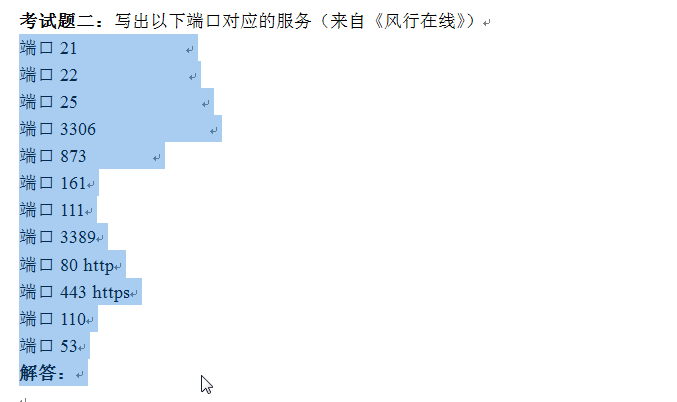 考试题二：写出以下端口对应的服务（来自《风行在线》）
端口 21
端口 22
端口 25
端口 3306
端口 873
端口 161
端口 111
端口 3389
端口 80 http
端口 443 https
端口 110
端口 53
解答：